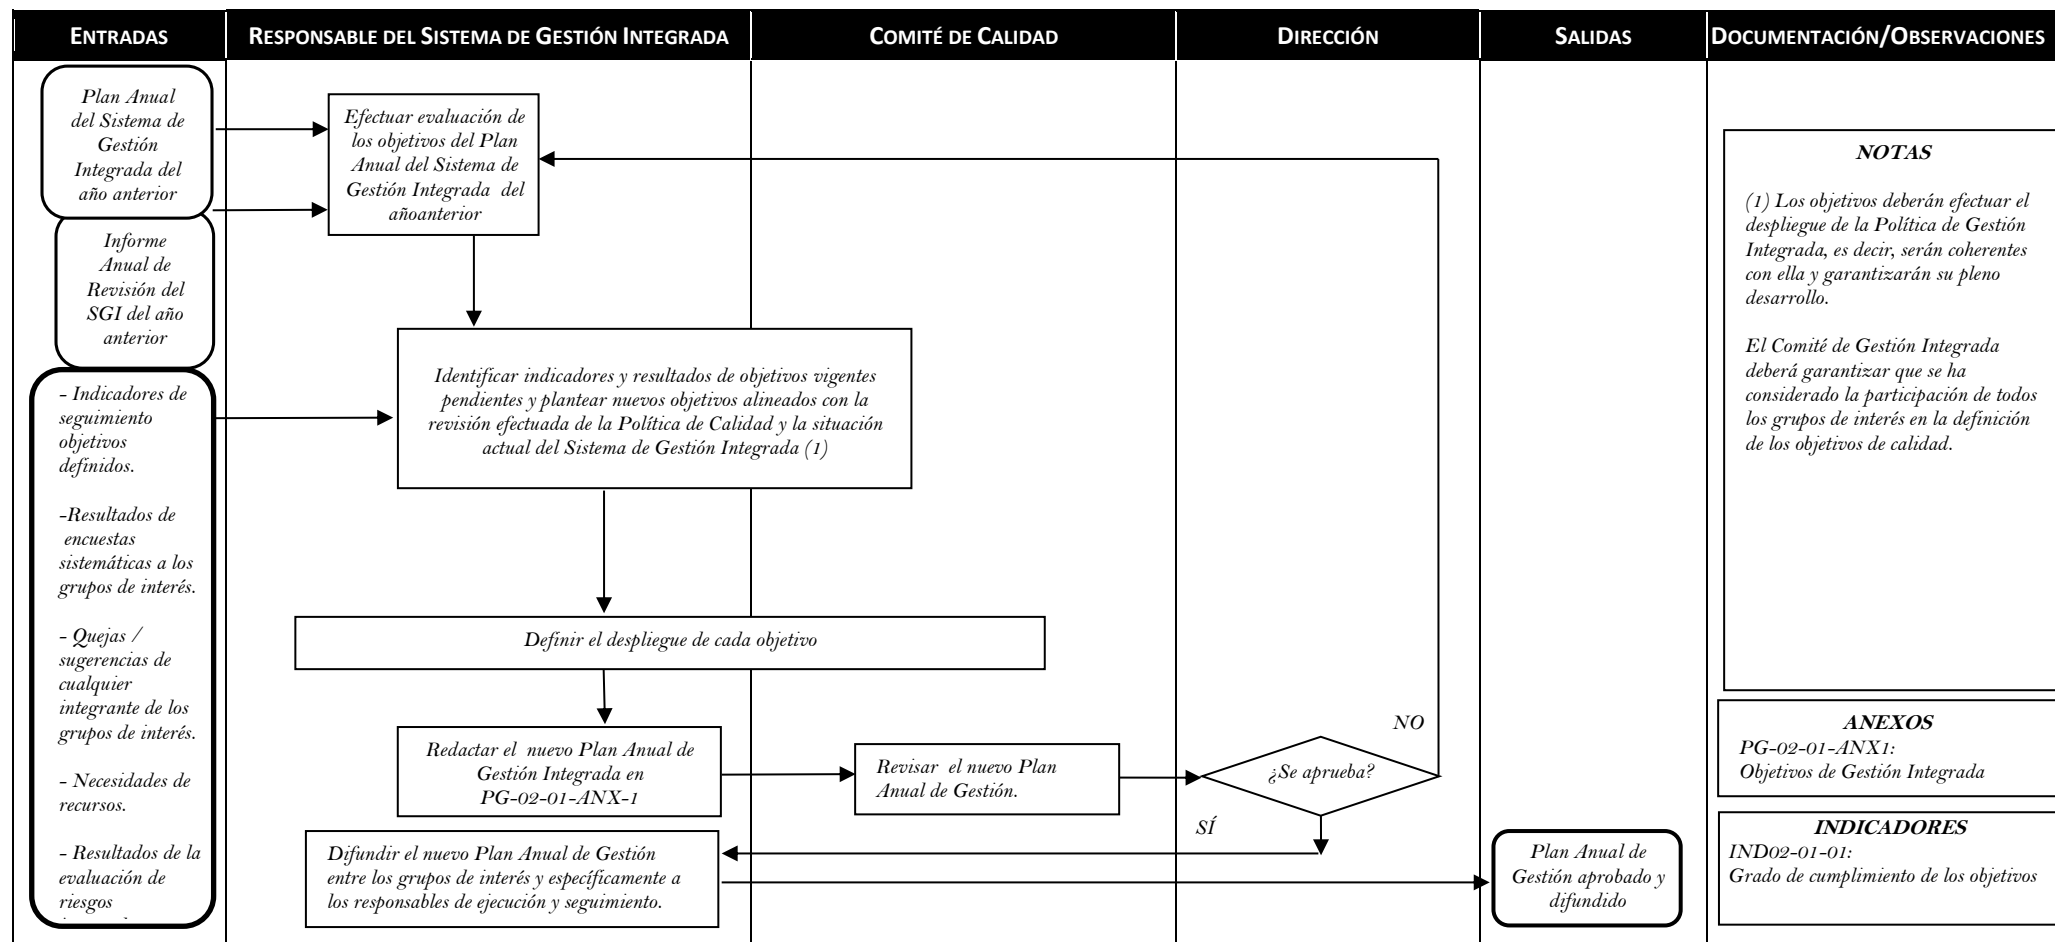 ENTRADAS
RESPONSABLE DEL SISTEMA DE GESTIÓN INTEGRADA
COMITÉ DE CALIDAD
DIRECCIÓN
SALIDAS
DOCUMENTACIÓN/OBSERVACIONES
Plan Anual
del Sistema de
Gestión
Integrada del
año anterior
Informe
Anual de
Revisión del
SGI del año
anterior
- Indicadores de
seguimiento
objetivos
definidos.
-Resultados de
encuestas
sistemáticas a los
grupos de interés.
- Quejas /
sugerencias de
cualquier
integrante de los
grupos de interés.
- Necesidades de
recursos.
- Resultados de la
evaluación de
riesgos
Efectuar evaluación de
los objetivos del Plan
Anual del Sistema de
Gestión Integrada del
añoanterior
Identificar indicadores y resultados de objetivos vigentes
pendientes y plantear nuevos objetivos alineados con la
revisión efectuada de la Política de Calidad y la situación
actual del Sistema de Gestión Integrada (1)
Definir el despliegue de cada objetivo
Redactar el nuevo Plan Anual de
Gestión Integrada en
PG-02-01-ANX-1
Revisar el nuevo Plan
Anual de Gestión.
¿Se aprueba?
NO
SÍ
Difundir el nuevo Plan Anual de Gestión
entre los grupos de interés y específicamente a
los responsables de ejecución y seguimiento.
Plan Anual de
Gestión aprobado y
difundido
NOTAS
(1) Los objetivos deberán efectuar el
despliegue de la Política de Gestión
Integrada, es decir, serán coherentes
con ella y garantizarán su pleno
desarrollo.
El Comité de Gestión Integrada
deberá garantizar que se ha
considerado la participación de todos
los grupos de interés en la definición
de los objetivos de calidad.
ANEXOS
PG-02-01-ANX1:
Objetivos de Gestión Integrada
INDICADORES
IND02-01-01:
Grado de cumplimiento de los objetivos